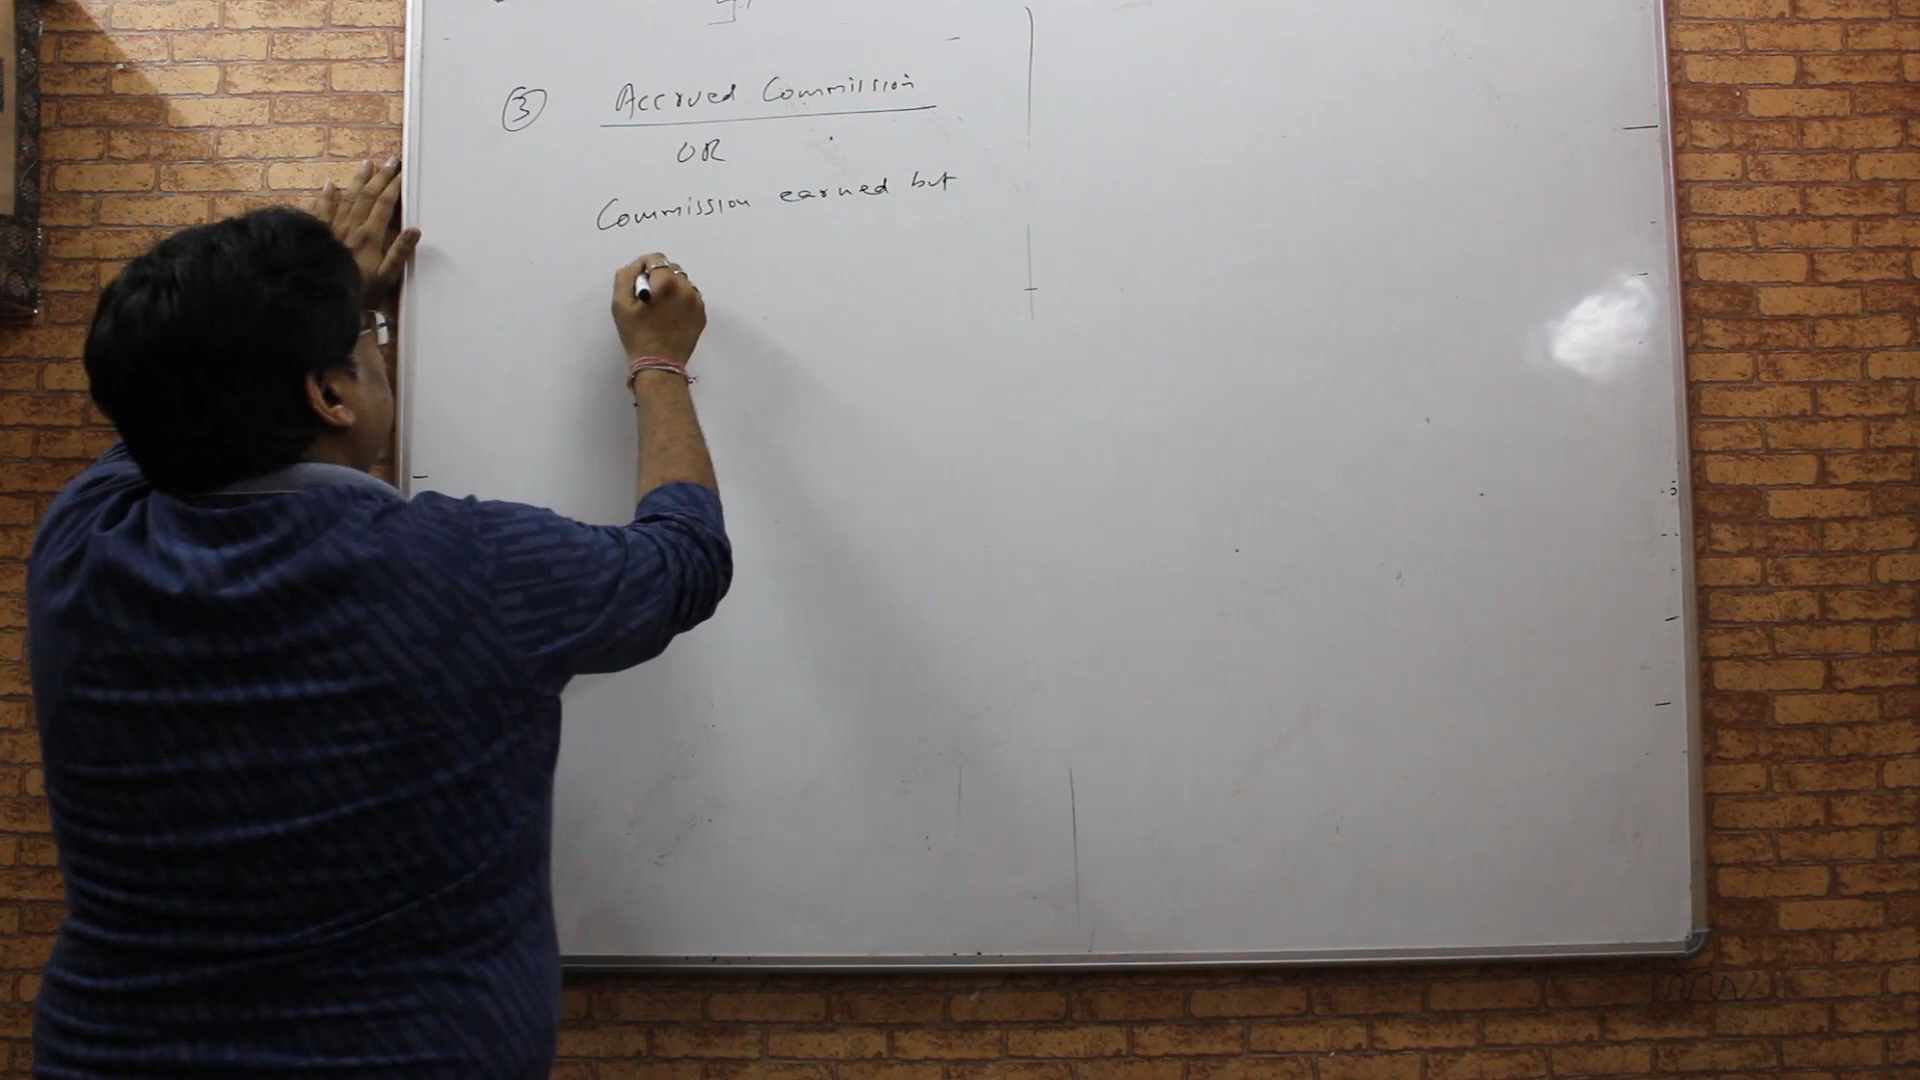 ③ Accrued Commission
OR
Commission earned but